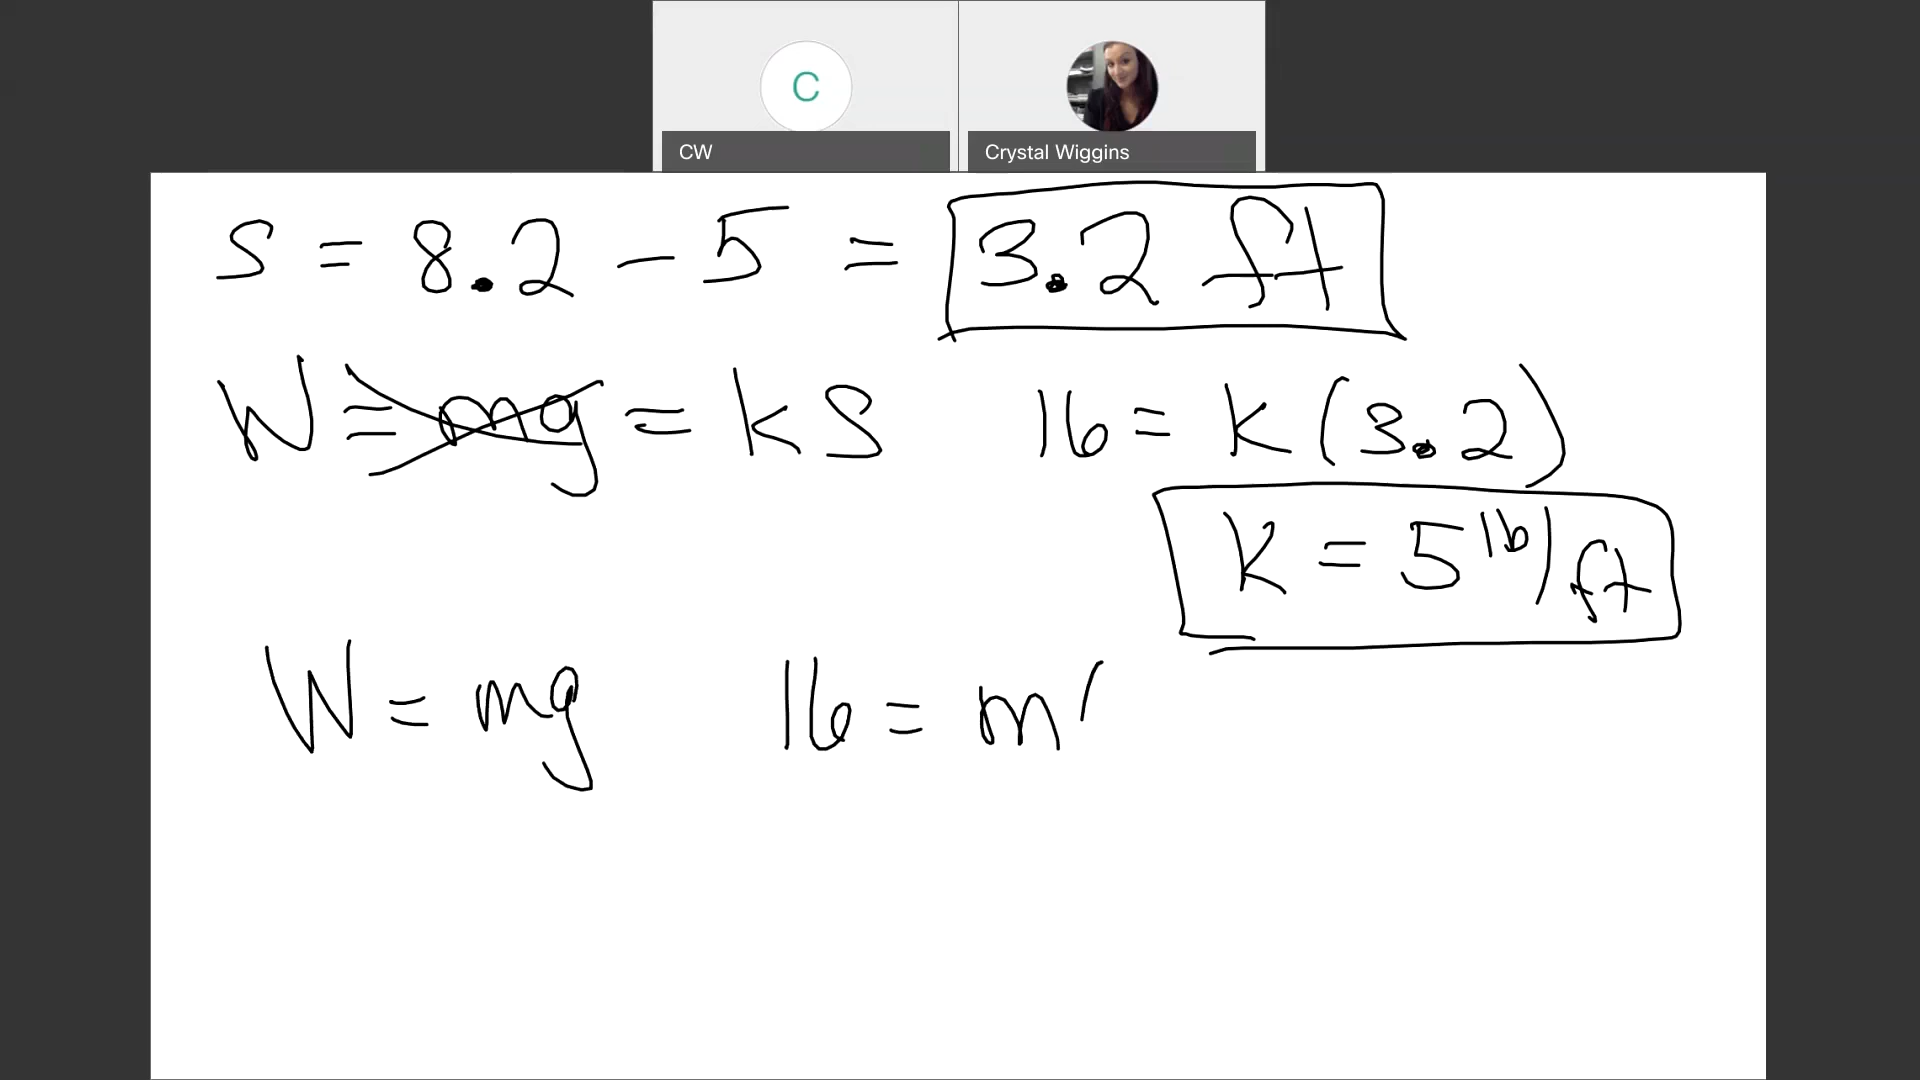 C
CW
Crystal Wiggins
S = 8.2 - 5 = 3.2 ft
W = mg = kS 16 = k(3.2)
k = 5 lb/ft
W = mg 16 = m(